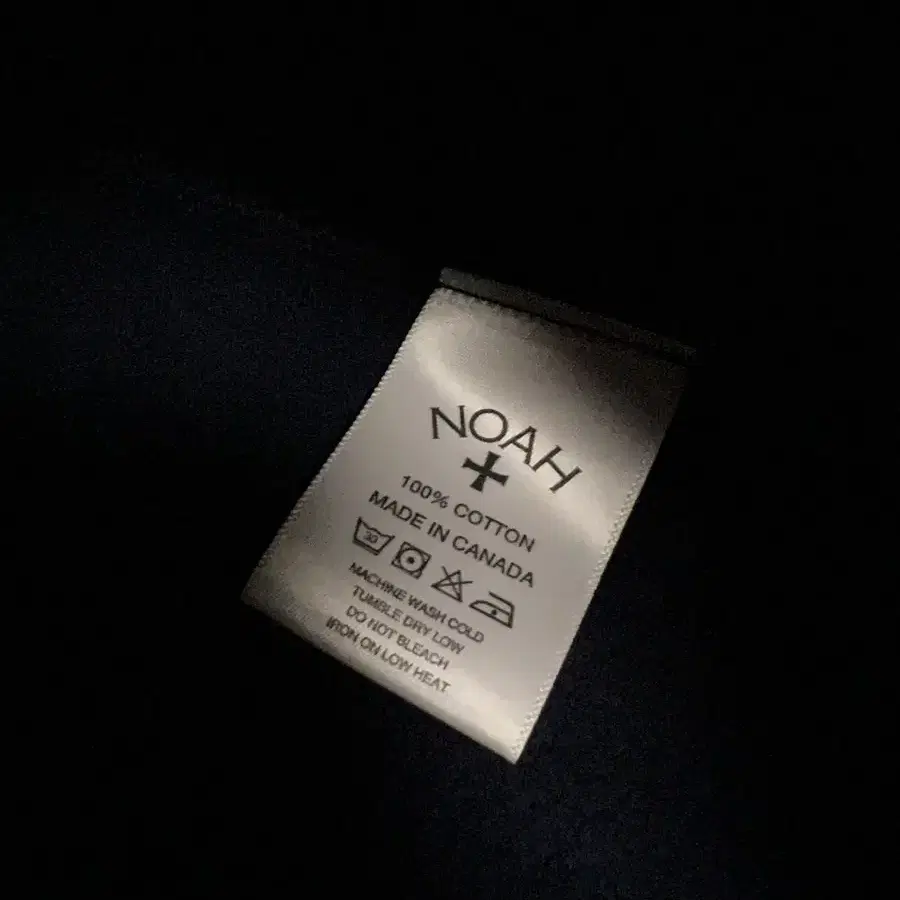 NOAH
100% COTTON
MADE IN CANADA
30
MACHINE WASH COLD
TUMBLE DRY LOW
DO NOT BLEACH
IRON ON LOW HEAT